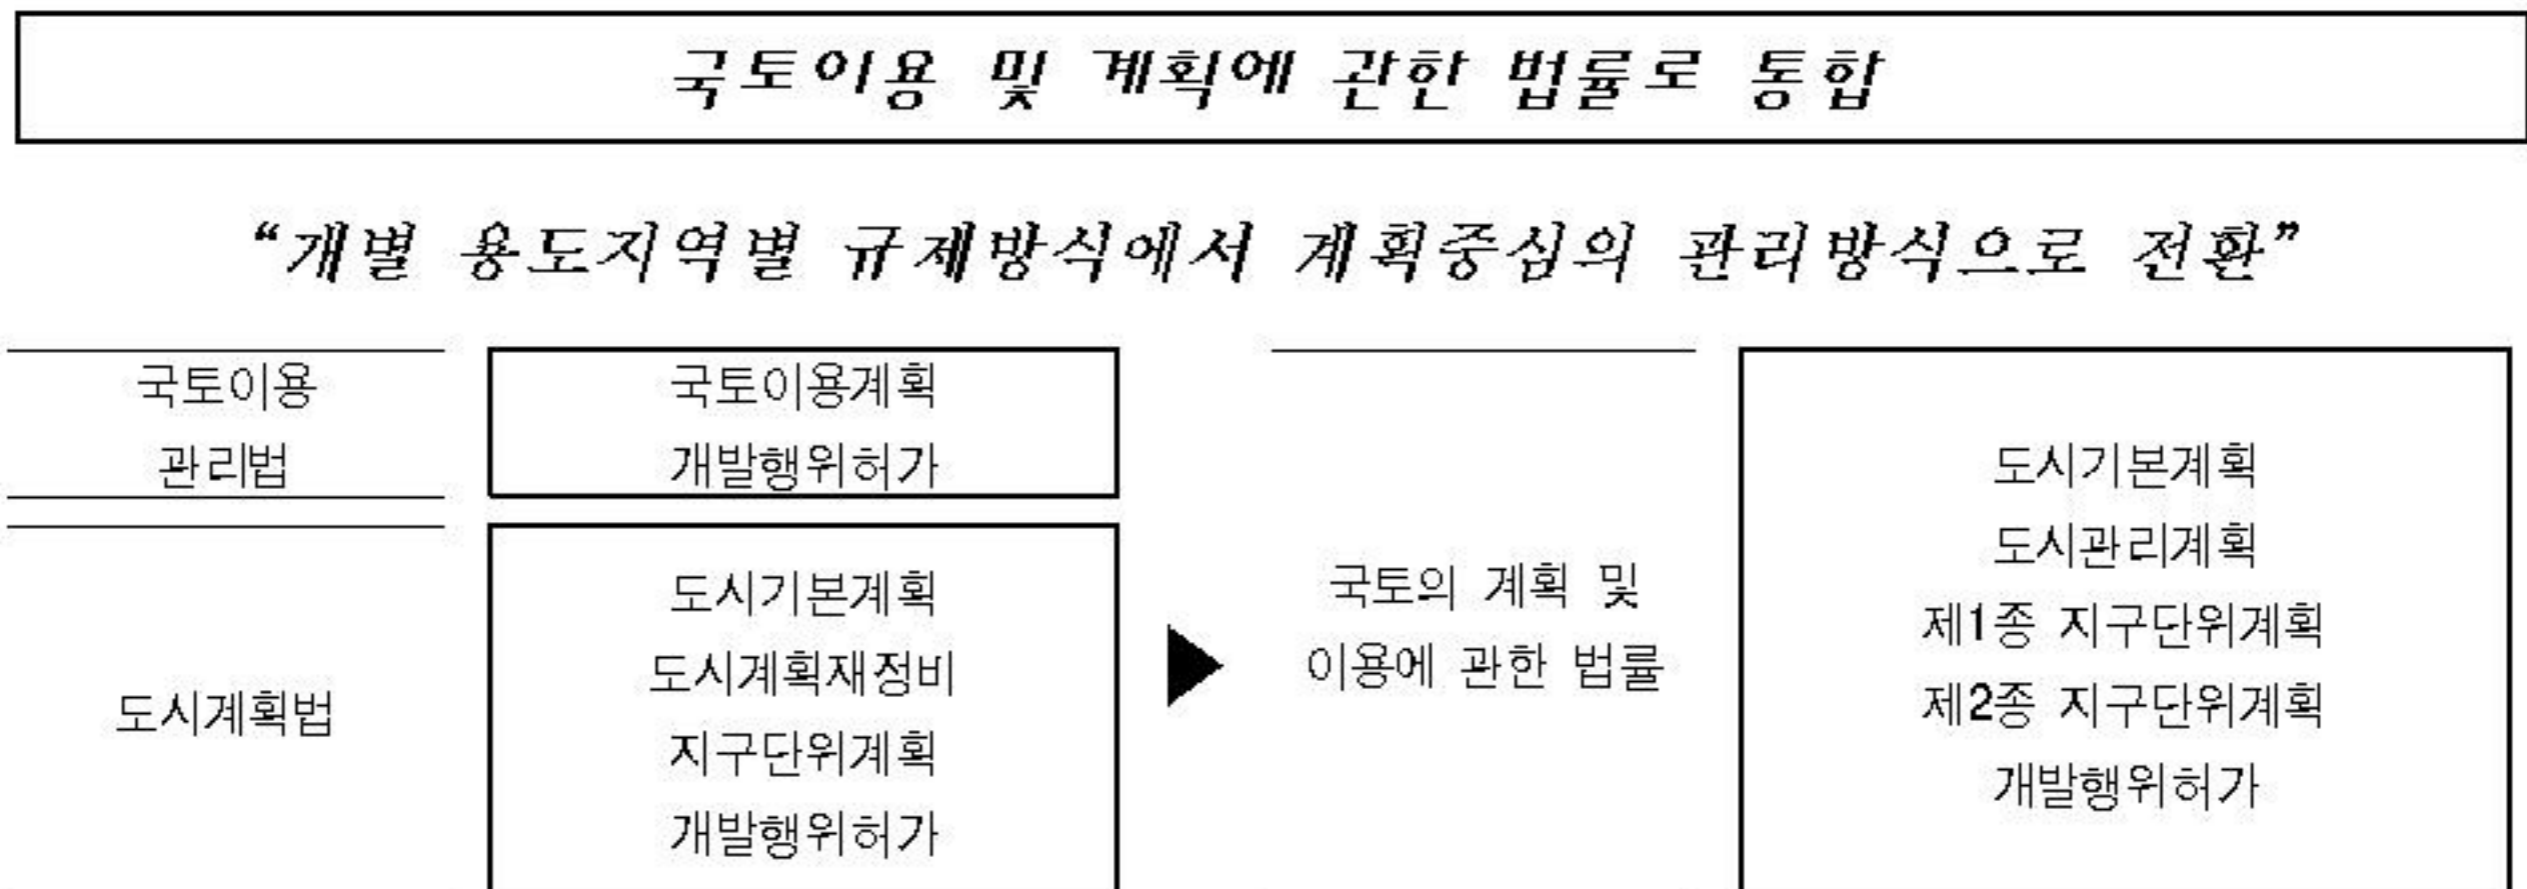 국토이용 및 계획에 관한 법률로 통합
“개별 용도지역별 규제방식에서 계획중심의 관리방식으로 전환”
국토이용
관리법
국토이용계획
개발행위허가
도시계획법
도시기본계획
도시계획재정비
지구단위계획
개발행위허가
국토의 계획 및
이용에 관한 법률
도시기본계획
도시관리계획
제1종 지구단위계획
제2종 지구단위계획
개발행위허가